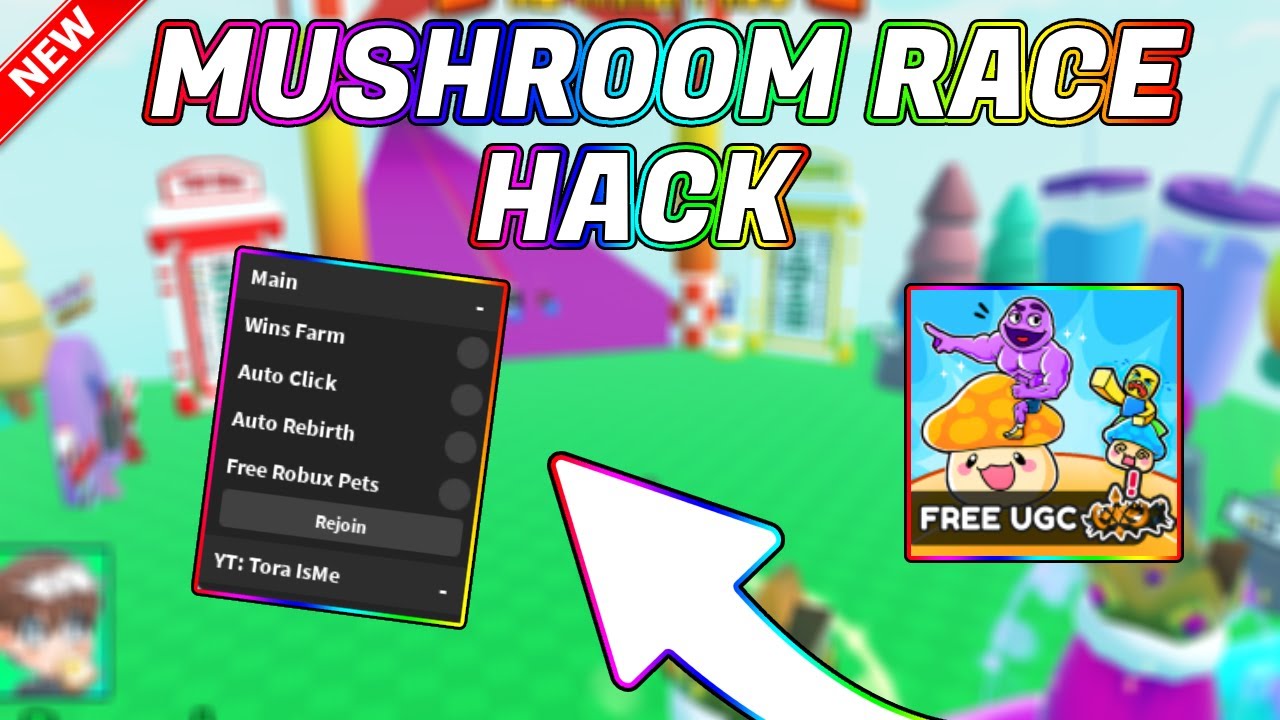 NEW
MUSHROOM RACE
HACK
Main
-
Wins Farm
Auto Click
Auto Rebirth
Free Robux Pets
Rejoin
YT: Tora IsMe
-
FREE UGC